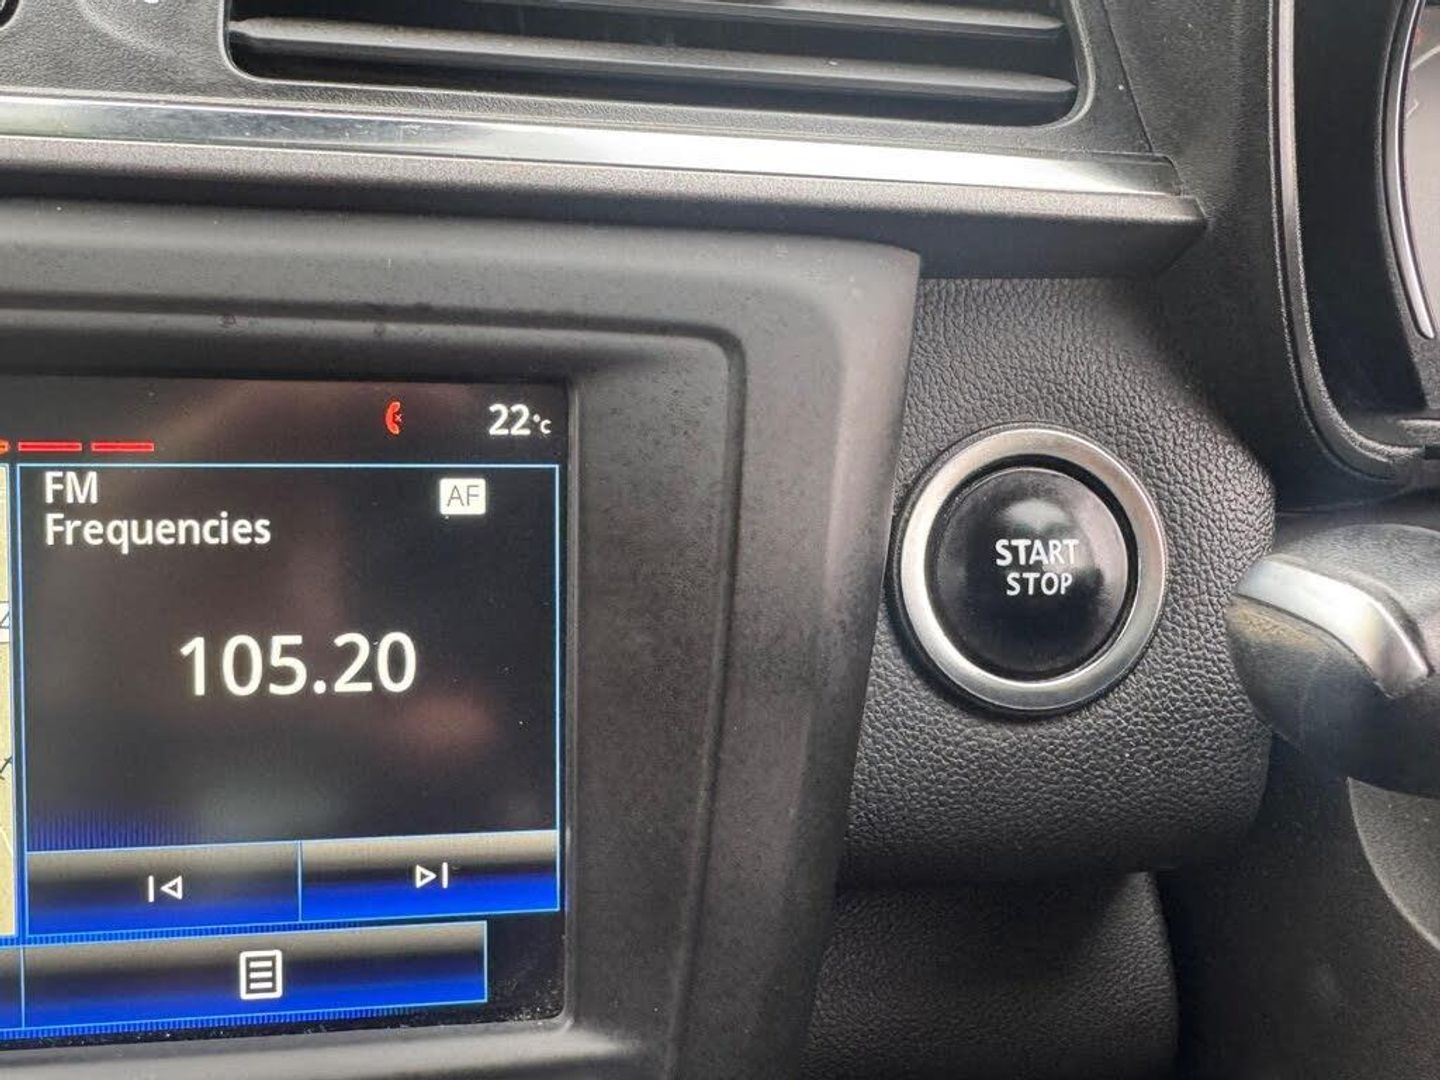 22°C
FM
AF
Frequencies
105.20
START
STOP